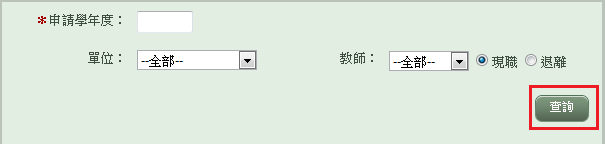 *申請學年度：
單位： --全部-- 教師： --全部-- 現職 退離
查詢